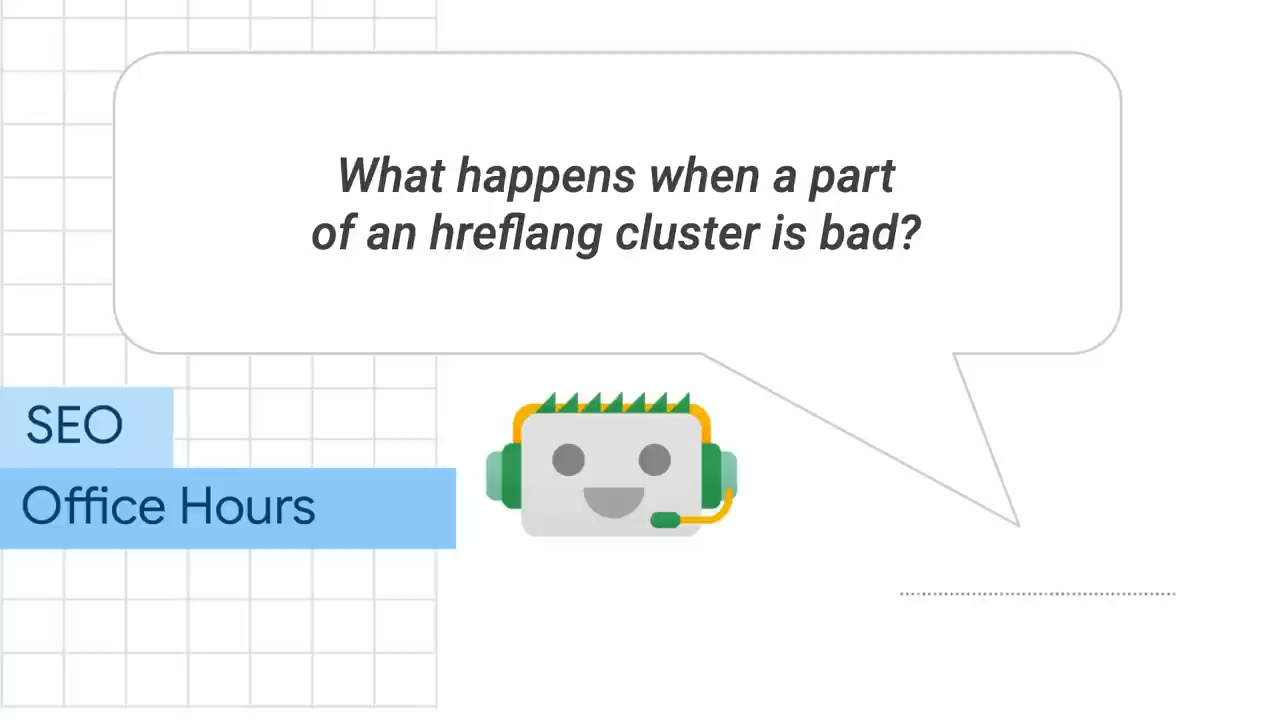 What happens when a part
of an hreflang cluster is bad?
SEO
Office Hours